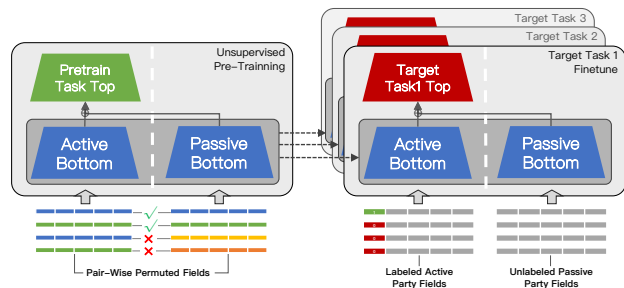 Target Task 3
Target Task 2
Unsupervised
Pre-Trainning
Target Task 1
Finetune
Pretrain
Task Top
Target
Task1 Top
Active
Bottom
Passive
Bottom
Active
Bottom
Passive
Bottom
Pair-Wise Permuted Fields
Labeled Active
Party Fields
Unlabeled Passive
Party Fields